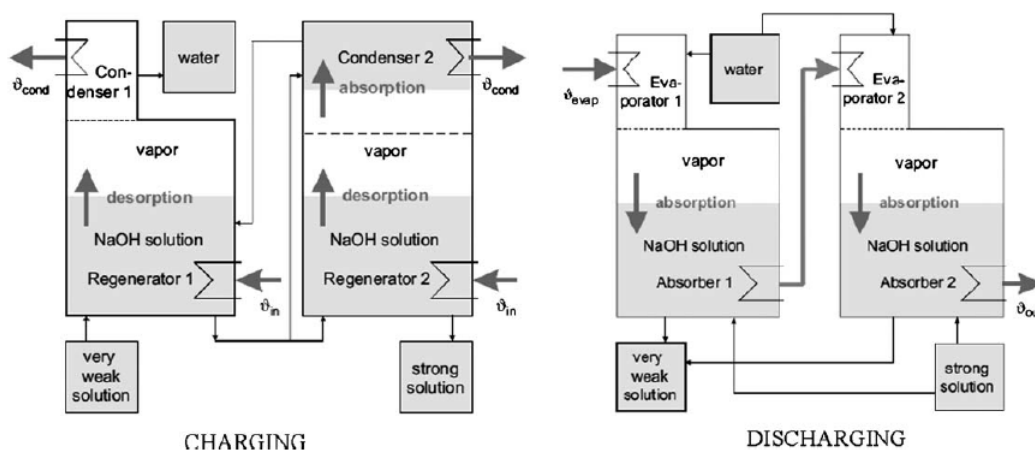 Con-
denser 1
water
ϑcond
vapor
desorption
NaOH solution
Regenerator 1
ϑin
very
weak
solution
Condenser 2
absorption
ϑcond
vapor
desorption
NaOH solution
Regenerator 2
ϑin
strong
solution
CHARGING
ϑevap
Eva-
porator 1
water
vapor
absorption
NaOH solution
Absorber 1
very
weak
solution
Eva-
porator 2
vapor
absorption
NaOH solution
Absorber 2
ϑou
strong
solution
DISCHARGING